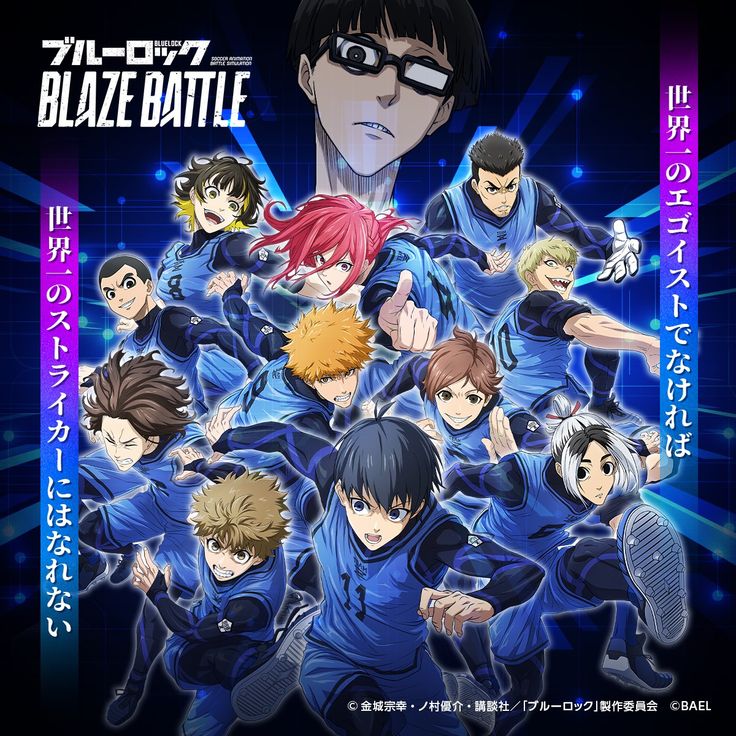 ブルーロック
BLUELOCK
SOCCER ANIMATION
BATTLE SIMULATION
BLAZE BATTLE
世界一のエゴイストでなければ
世界一のストライカーにはなれない
11
© 金城宗幸・ノ村優介・講談社／「ブルーロック」製作委員会 ©BAEL